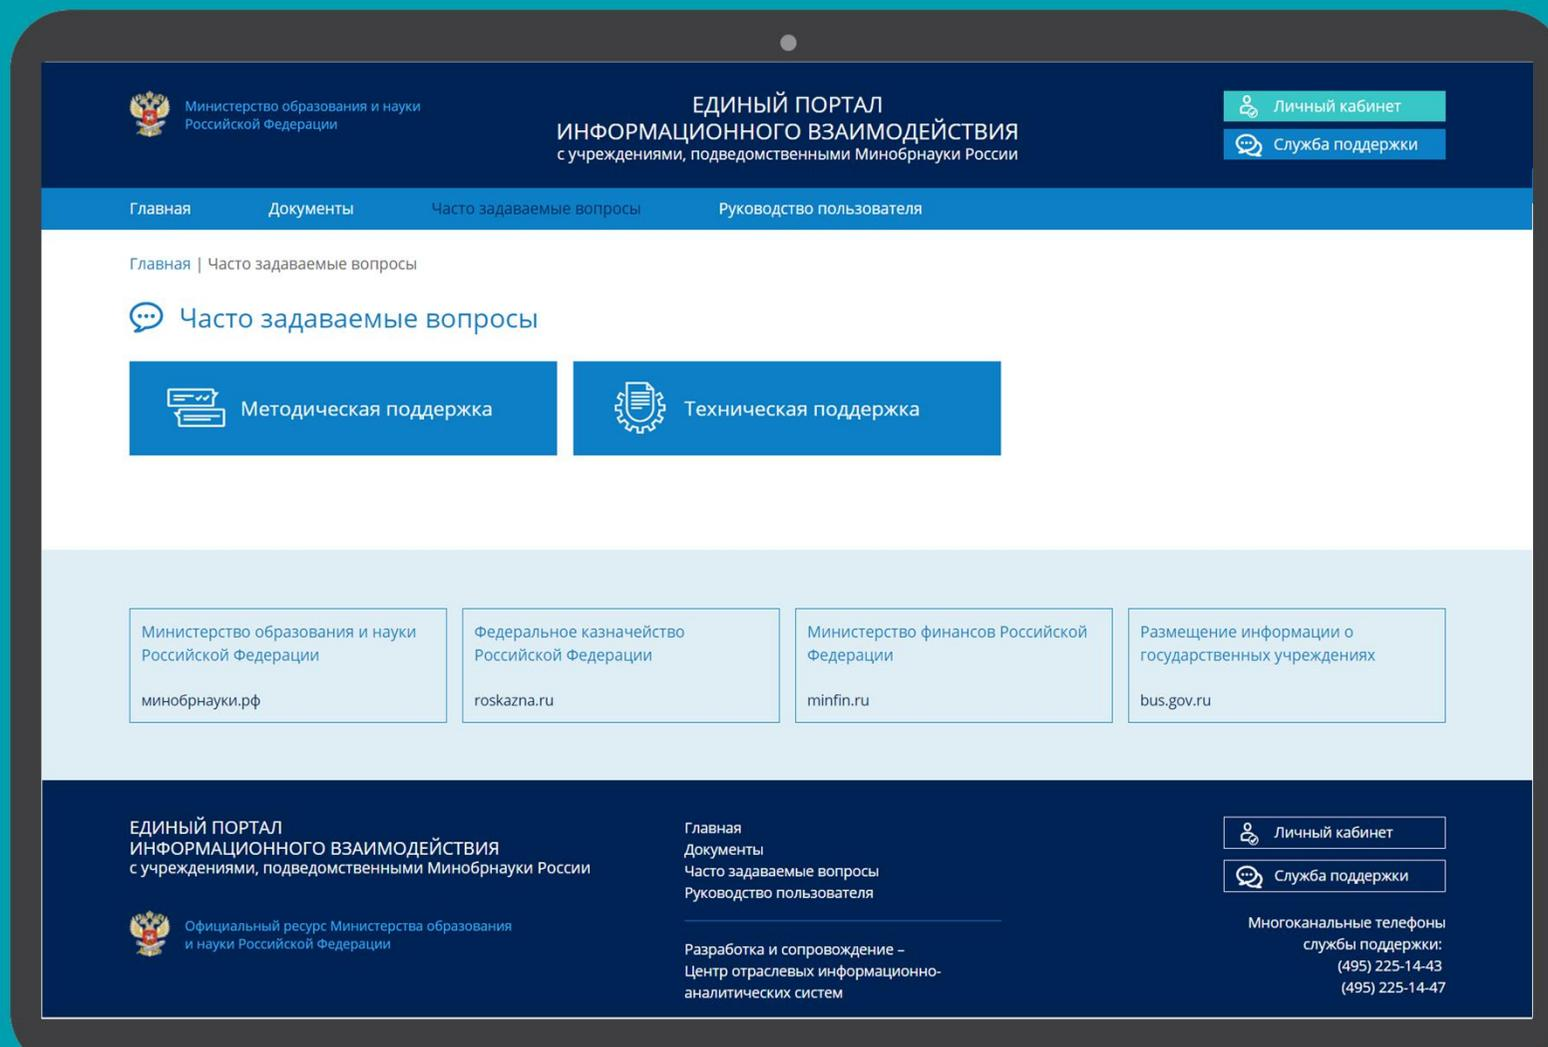 Министерство образования и науки
Российской Федерации
ЕДИНЫЙ ПОРТАЛ
ИНФОРМАЦИОННОГО ВЗАИМОДЕЙСТВИЯ
с учреждениями, подведомственными Минобрнауки России
Личный кабинет
Служба поддержки
Главная
Документы
Часто задаваемые вопросы
Руководство пользователя
Главная | Часто задаваемые вопросы
Часто задаваемые вопросы
Методическая поддержка
Техническая поддержка
Министерство образования и науки
Российской Федерации
минобрнауки.рф
Федеральное казначейство
Российской Федерации
roskazna.ru
Министерство финансов Российской
Федерации
minfin.ru
Размещение информации о
государственных учреждениях
bus.gov.ru
ЕДИНЫЙ ПОРТАЛ
ИНФОРМАЦИОННОГО ВЗАИМОДЕЙСТВИЯ
с учреждениями, подведомственными Минобрнауки России
Официальный ресурс Министерства образования
и науки Российской Федерации
Главная
Документы
Часто задаваемые вопросы
Руководство пользователя
Разработка и сопровождение –
Центр отраслевых информационно-
аналитических систем
Личный кабинет
Служба поддержки
Многоканальные телефоны
службы поддержки:
(495) 225-14-43
(495) 225-14-47